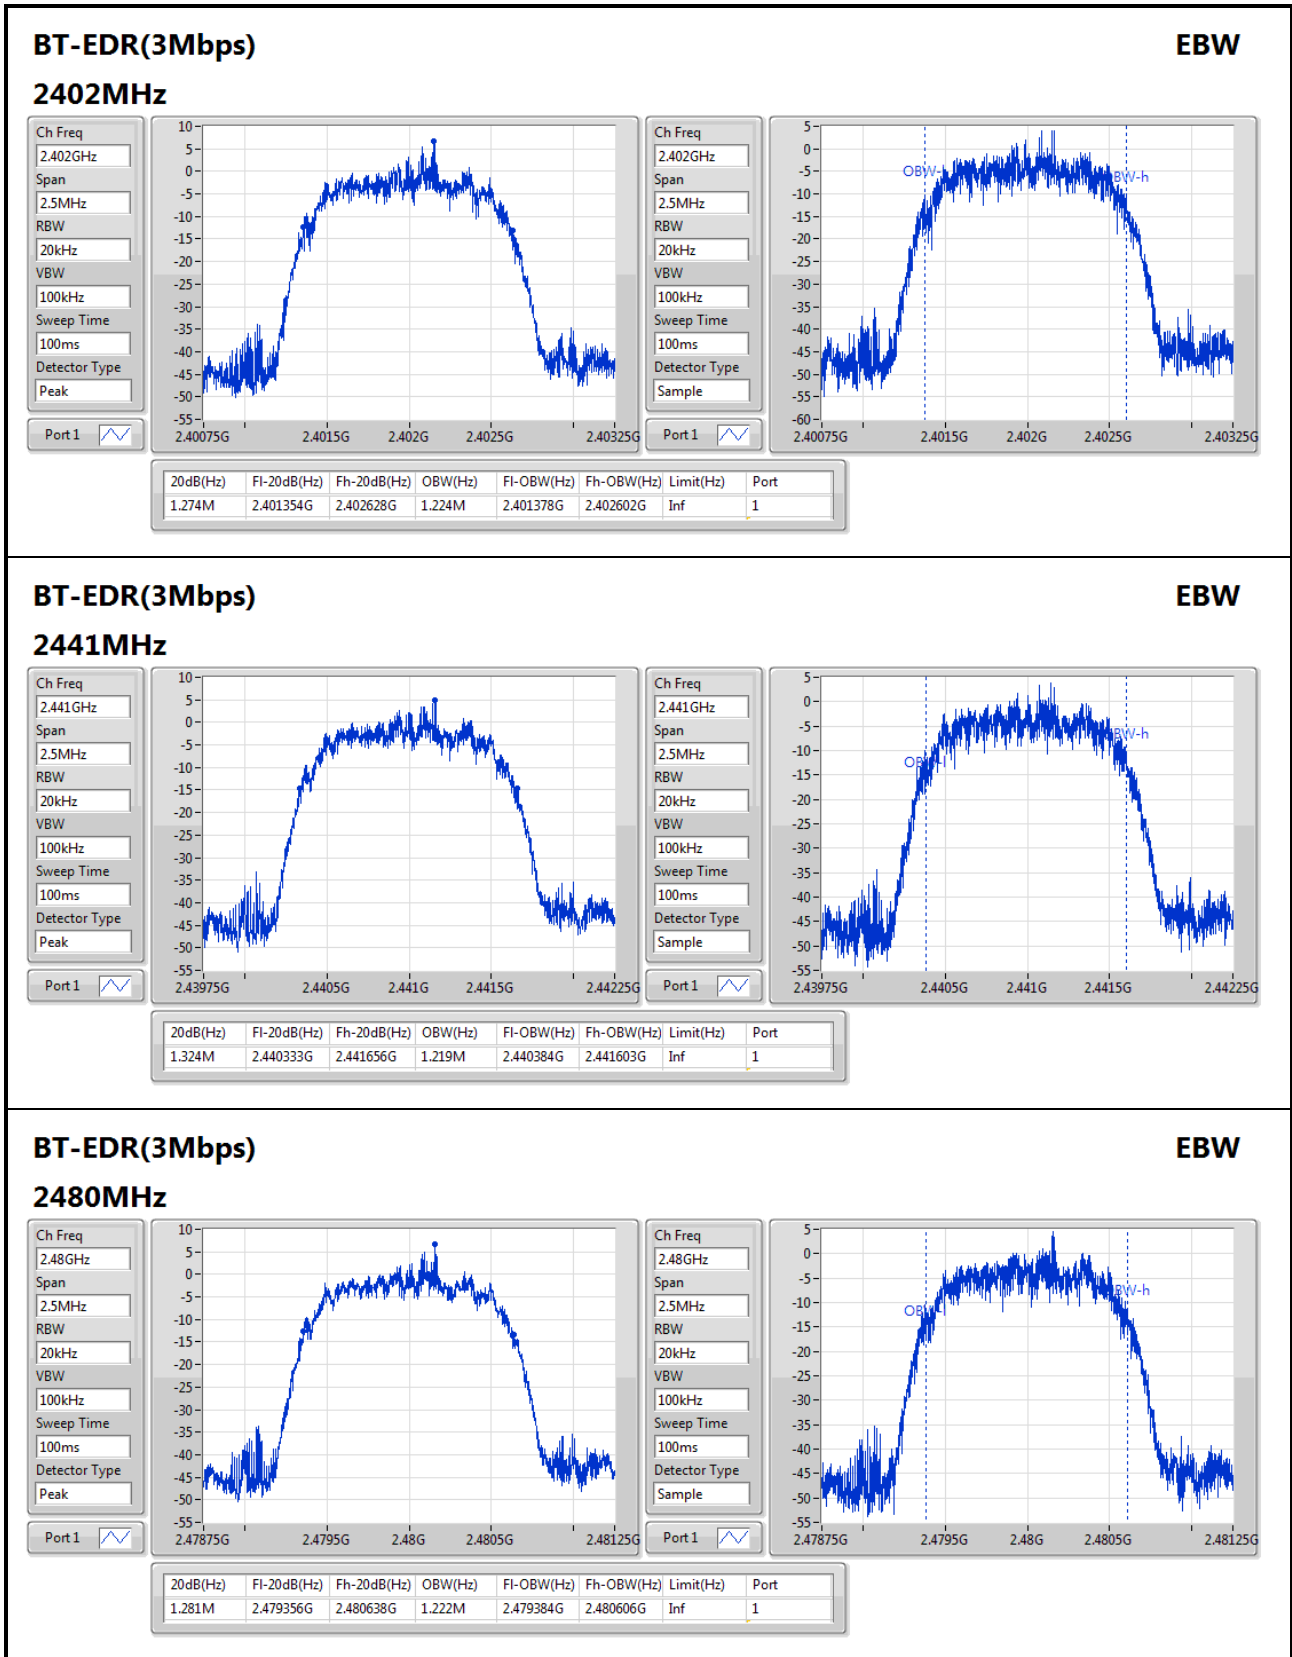 BT-EDR(3Mbps) EBW
2402MHz
Ch Freq
2.402GHz
Span
2.5MHz
RBW
20kHz
VBW
100kHz
Sweep Time
100ms
Detector Type
Peak
Port 1
10
5
0
-5
-10
-15
-20
-25
-30
-35
-40
-45
-50
-55
2.40075G 2.4015G 2.402G 2.4025G 2.40325G
Ch Freq
2.402GHz
Span
2.5MHz
RBW
20kHz
VBW
100kHz
Sweep Time
100ms
Detector Type
Sample
Port 1
5
0
-5
-10
-15
-20
-25
-30
-35
-40
-45
-50
-55
-60
OBW- BW-h
2.40075G 2.4015G 2.402G 2.4025G 2.40325G
20dB(Hz) Fl-20dB(Hz) Fh-20dB(Hz) OBW(Hz) Fl-OBW(Hz) Fh-OBW(Hz) Limit(Hz) Port
1.274M 2.401354G 2.402628G 1.224M 2.401378G 2.402602G Inf 1
BT-EDR(3Mbps) EBW
2441MHz
Ch Freq
2.441GHz
Span
2.5MHz
RBW
20kHz
VBW
100kHz
Sweep Time
100ms
Detector Type
Peak
Port 1
10
5
0
-5
-10
-15
-20
-25
-30
-35
-40
-45
-50
-55
2.43975G 2.4405G 2.441G 2.4415G 2.44225G
Ch Freq
2.441GHz
Span
2.5MHz
RBW
20kHz
VBW
100kHz
Sweep Time
100ms
Detector Type
Sample
Port 1
5
0
-5
-10
-15
-20
-25
-30
-35
-40
-45
-50
-55
OBW-l BW-h
2.43975G 2.4405G 2.441G 2.4415G 2.44225G
20dB(Hz) Fl-20dB(Hz) Fh-20dB(Hz) OBW(Hz) Fl-OBW(Hz) Fh-OBW(Hz) Limit(Hz) Port
1.324M 2.440333G 2.441656G 1.219M 2.440384G 2.441603G Inf 1
BT-EDR(3Mbps) EBW
2480MHz
Ch Freq
2.48GHz
Span
2.5MHz
RBW
20kHz
VBW
100kHz
Sweep Time
100ms
Detector Type
Peak
Port 1
10
5
0
-5
-10
-15
-20
-25
-30
-35
-40
-45
-50
-55
2.47875G 2.4795G 2.48G 2.4805G 2.48125G
Ch Freq
2.48GHz
Span
2.5MHz
RBW
20kHz
VBW
100kHz
Sweep Time
100ms
Detector Type
Sample
Port 1
5
0
-5
-10
-15
-20
-25
-30
-35
-40
-45
-50
-55
OBW-l BW-h
2.47875G 2.4795G 2.48G 2.4805G 2.48125G
20dB(Hz) Fl-20dB(Hz) Fh-20dB(Hz) OBW(Hz) Fl-OBW(Hz) Fh-OBW(Hz) Limit(Hz) Port
1.281M 2.479356G 2.480638G 1.222M 2.479384G 2.480606G Inf 1